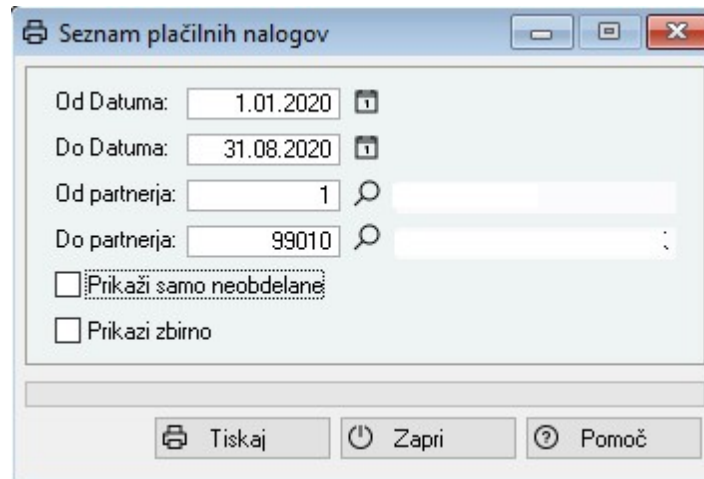 Seznam plačilnih nalogov
Od Datuma: 1.01.2020
Do Datuma: 31.08.2020
Od partnerja: 1
Do partnerja: 99010
Prikaži samo neobdelane
Prikazi zbirno
Tiskaj Zapri Pomoč